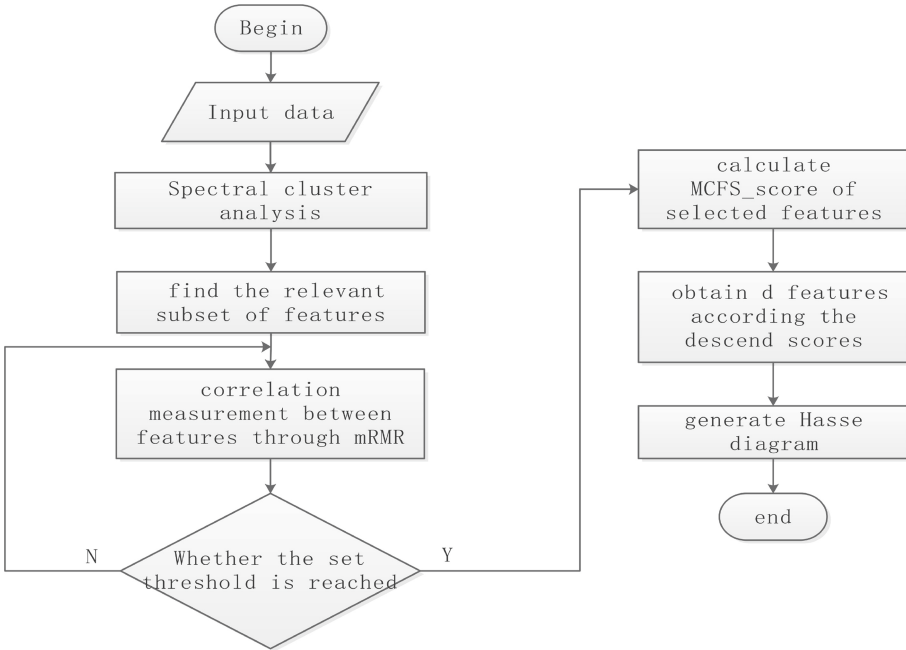 Begin
Input data
Spectral cluster
analysis
find the relevant
subset of features
correlation
measurement between
features through mRMR
Whether the set
threshold is reached
N
Y
calculate
MCFS_score of
selected features
obtain d features
according the
descend scores
generate Hasse
diagram
end